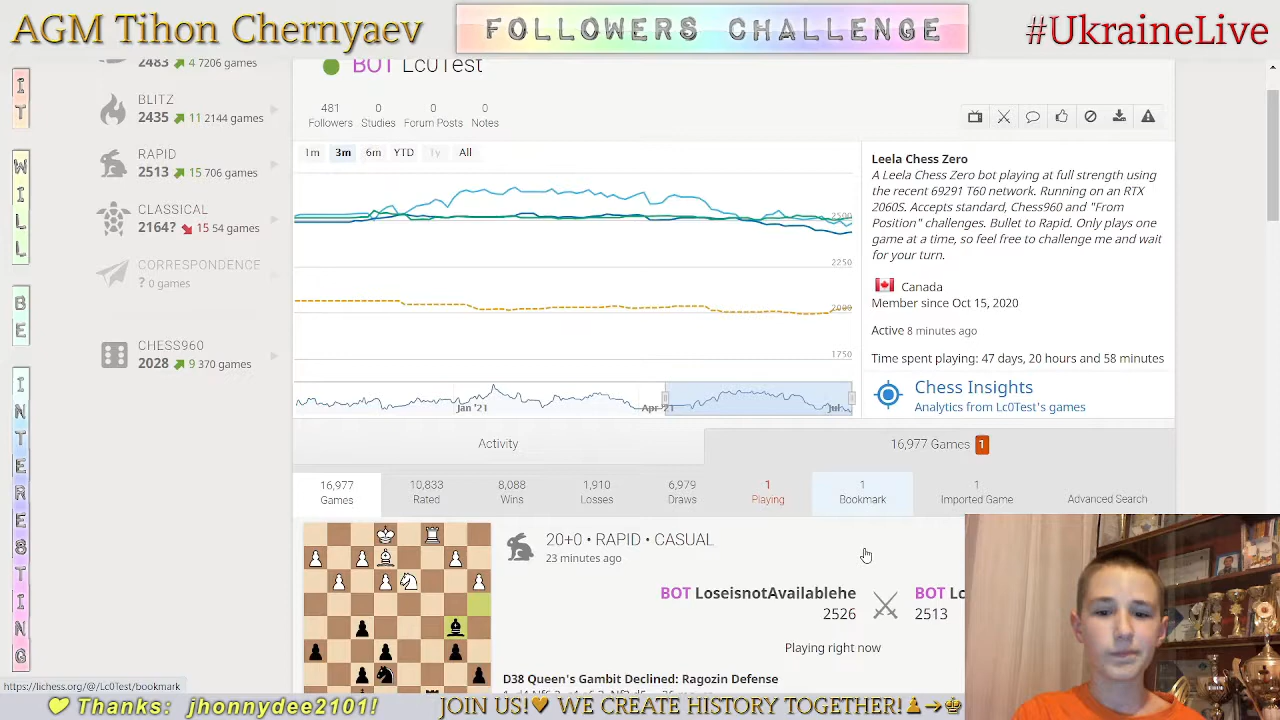 AGM Tihon Chernyaev
FOLLOWERS CHALLENGE
#UkraineLive
IT
WILL
BE
INTERESTING
2483 4 7206 games
BLITZ
2435 11 2144 games
RAPID
2513 15 706 games
CLASSICAL
2164? 15 54 games
CORRESPONDENCE
? 0 games
CHESS960
2028 9 370 games
BOT Lc0Test
481 0 0 0
Followers Studies Forum Posts Notes
1m 3m 6m YTD 1y All
2500
2250
2000
1750
Jan '21 Apr '21 Jul
Leela Chess Zero
A Leela Chess Zero bot playing at full strength using
the recent 69291 T60 network. Running on an RTX
2060S. Accepts standard, Chess960 and "From
Position" challenges. Bullet to Rapid. Only plays one
game at a time, so feel free to challenge me and wait
for your turn.
Canada
Member since Oct 15, 2020
Active 8 minutes ago
Time spent playing: 47 days, 20 hours and 58 minutes
Chess Insights
Analytics from Lc0Test's games
Activity 16,977 Games 1
16,977 10,833 8,088 1,910 6,979 1 1 1
Games Rated Wins Losses Draws Playing Bookmark Imported Game Advanced Search
20+0 • RAPID • CASUAL
23 minutes ago
BOT LoseisnotAvailablehe BOT Lc
2526 2513
Playing right now
D38 Queen's Gambit Declined: Ragozin Defense
https://lichess.org/@/Lc0Test/bookmark
Thanks: jhonnydee2101!
JOIN US! WE CREATE HISTORY TOGETHER!